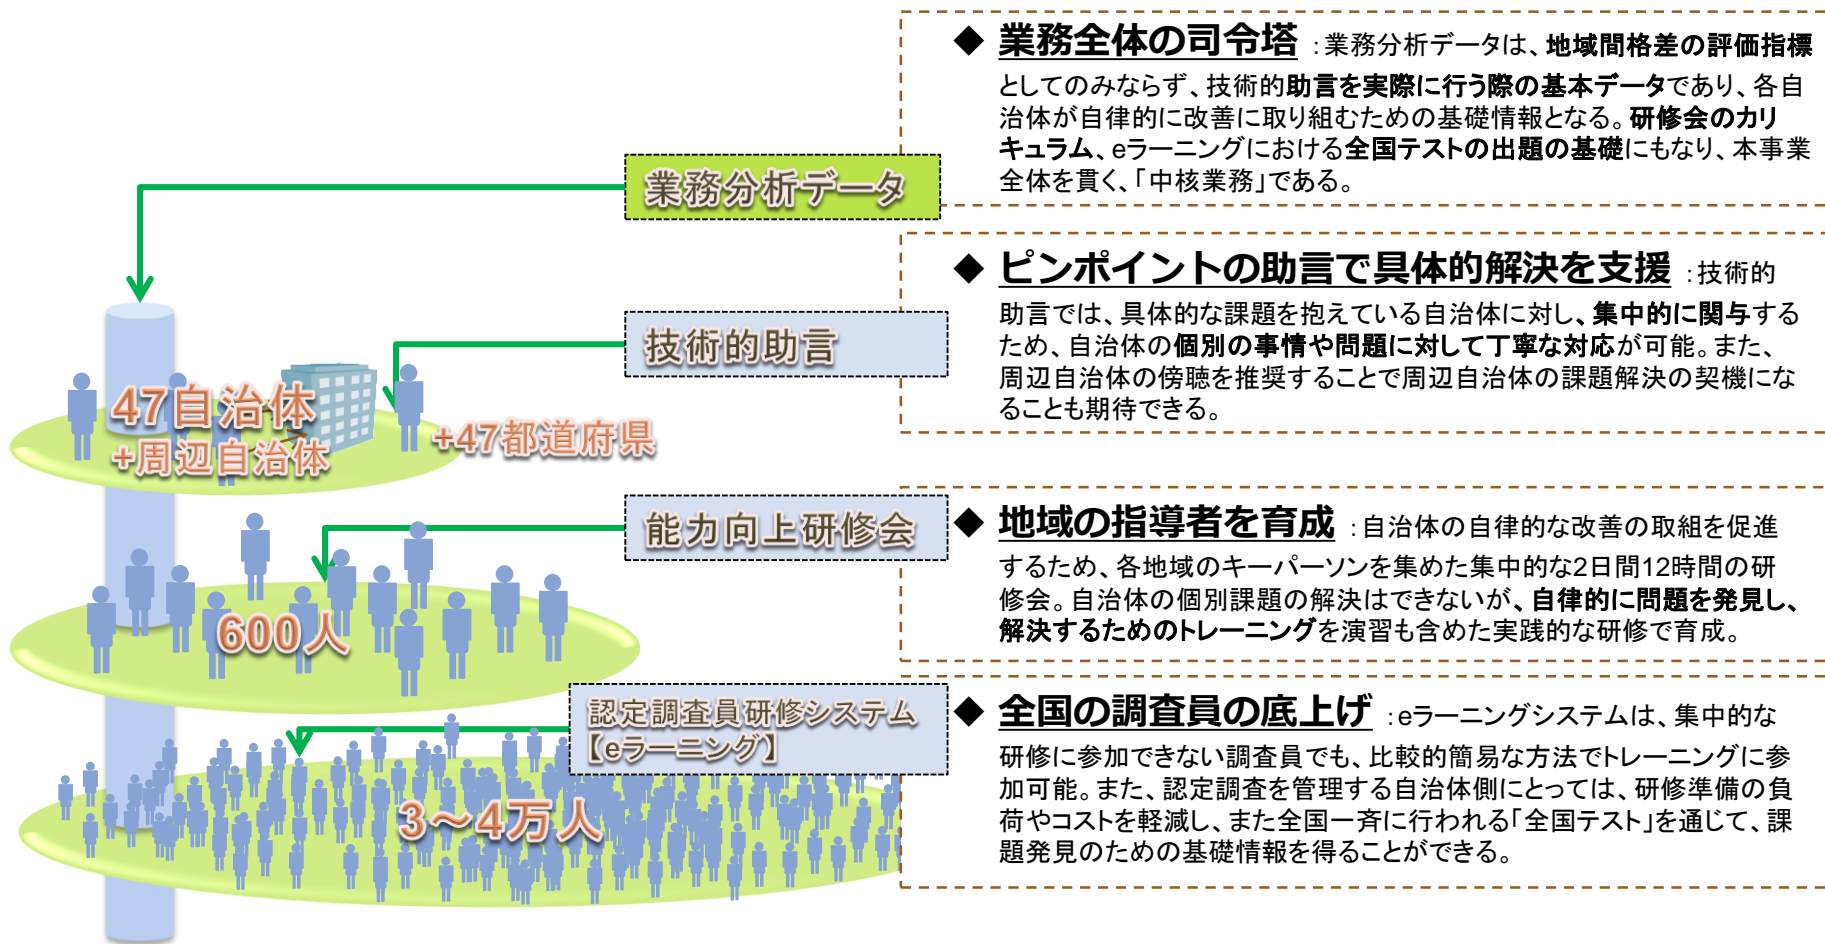 ◆ 業務全体の司令塔 ：業務分析データは、地域間格差の評価指標
としてのみならず、技術的助言を実際に行う際の基本データであり、各自
治体が自律的に改善に取り組むための基礎情報となる。研修会のカリ
キュラム、eラーニングにおける全国テストの出題の基礎にもなり、本事業
全体を貫く、「中核業務」である。
業務分析データ
◆ ピンポイントの助言で具体的解決を支援 ：技術的
助言では、具体的な課題を抱えている自治体に対し、集中的に関与する
ため、自治体の個別の事情や問題に対して丁寧な対応が可能。また、
周辺自治体の傍聴を推奨することで周辺自治体の課題解決の契機にな
ることも期待できる。
技術的助言
47自治体
+周辺自治体
+47都道府県
◆ 地域の指導者を育成 ：自治体の自律的な改善の取組を促進
するため、各地域のキーパーソンを集めた集中的な2日間12時間の研
修会。自治体の個別課題の解決はできないが、自律的に問題を発見し、
解決するためのトレーニングを演習も含めた実践的な研修で育成。
能力向上研修会
600人
◆ 全国の調査員の底上げ ：eラーニングシステムは、集中的な
研修に参加できない調査員でも、比較的簡易な方法でトレーニングに参
加可能。また、認定調査を管理する自治体側にとっては、研修準備の負
荷やコストを軽減し、また全国一斉に行われる「全国テスト」を通じて、課
題発見のための基礎情報を得ることができる。
認定調査員研修システム
【eラーニング】
3～4万人